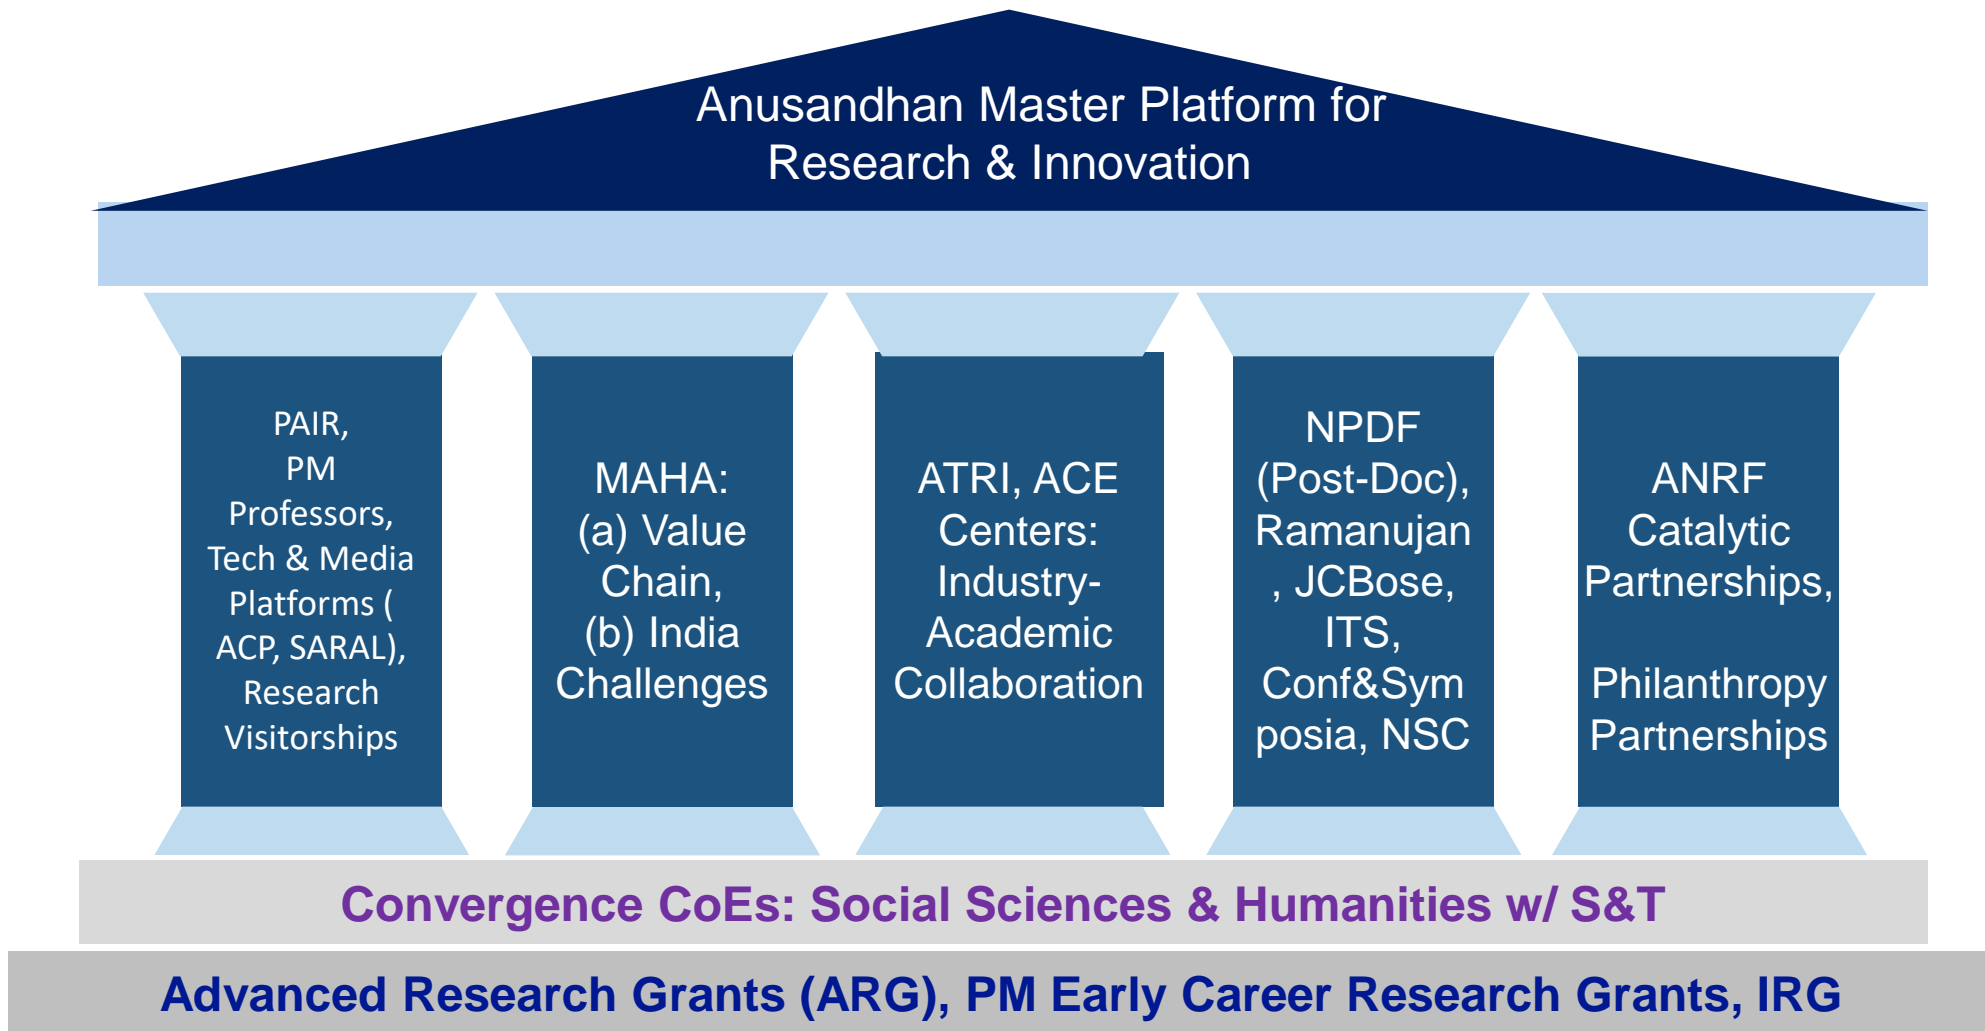 Anusandhan Master Platform for
Research & Innovation
PAIR,
PM
Professors,
Tech & Media
Platforms (
ACP, SARAL),
Research
Visitorships
MAHA:
(a) Value
Chain,
(b) India
Challenges
ATRI, ACE
Centers:
Industry-
Academic
Collaboration
NPDF
(Post-Doc),
Ramanujan
, JCBose,
ITS,
Conf&Sym
posia, NSC
ANRF
Catalytic
Partnerships,
Philanthropy
Partnerships
Convergence CoEs: Social Sciences & Humanities w/ S&T
Advanced Research Grants (ARG), PM Early Career Research Grants, IRG